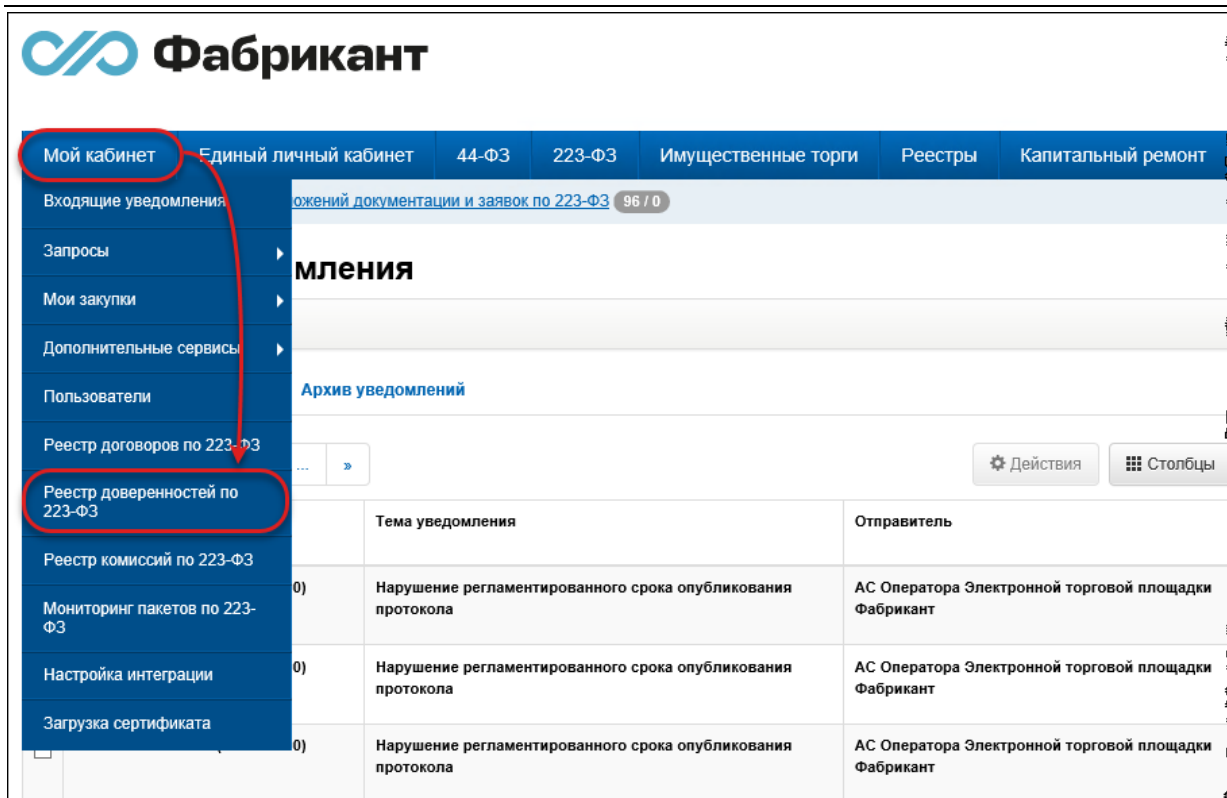 Фабрикант
Мой кабинет Единый личный кабинет 44-ФЗ 223-ФЗ Имущественные торги Реестры Капитальный ремонт
Входящие уведомления
документации и заявок по 223-ФЗ 96 / 0
Запросы
мления
Мои закупки
Дополнительные сервисы
Пользователи
Архив уведомлений
Реестр договоров по 223-ФЗ
... »
Действия Столбцы
Реестр доверенностей по
223-ФЗ
Тема уведомления Отправитель
Реестр комиссий по 223-ФЗ
Мониторинг пакетов по 223-
ФЗ
Настройка интеграции
Загрузка сертификата
0) Нарушение регламентированного срока опубликования АС Оператора Электронной торговой площадки
протокола Фабрикант
0) Нарушение регламентированного срока опубликования АС Оператора Электронной торговой площадки
протокола Фабрикант
0) Нарушение регламентированного срока опубликования АС Оператора Электронной торговой площадки
протокола Фабрикант